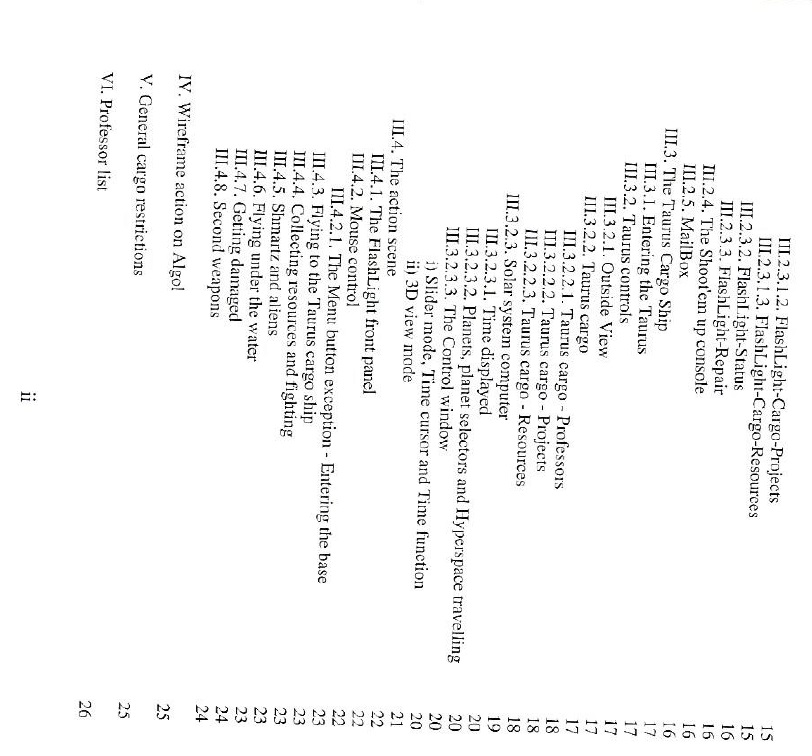 III.2.3.1.2. FlashLight-Cargo-Projects 15
III.2.3.1.3. FlashLight-Cargo-Resources 15
III.2.3.2. FlashLight-Status 16
III.2.3.3. FlashLight-Repair 16
III.2.4. The Shoot'em up console 16
III.2.5. MailBox 16
III.3. The Taurus Cargo Ship 17
III.3.1. Entering the Taurus 17
III.3.2. Taurus controls 17
III.3.2.1. Outside View 17
III.3.2.2. Taurus cargo 17
III.3.2.2.1. Taurus cargo - Professors 18
III.3.2.2.2. Taurus cargo - Projects 18
III.3.2.2.3. Taurus cargo - Resources 18
III.3.2.3. Solar system computer 19
III.3.2.3.1. Time displayed 20
III.3.2.3.2. Planets, planet selectors and Hyperspace travelling 20
III.3.2.3.3. The Control window 20
i) Slider mode, Time cursor and Time function 20
ii) 3D view mode 21
III.4. The action scene 22
III.4.1. The FlashLight front panel 22
III.4.2. Mouse control 22
III.4.2.1. The Menu button exception - Entering the base 23
III.4.3. Flying to the Taurus cargo ship 23
III.4.4. Collecting resources and fighting 23
III.4.5. Shmartz and aliens 23
III.4.6. Flying under the water 23
III.4.7. Getting damaged 24
III.4.8. Second weapons 24
IV. Wireframe action on Algol 25
V. General cargo restrictions 25
VI. Professor list 26
ii